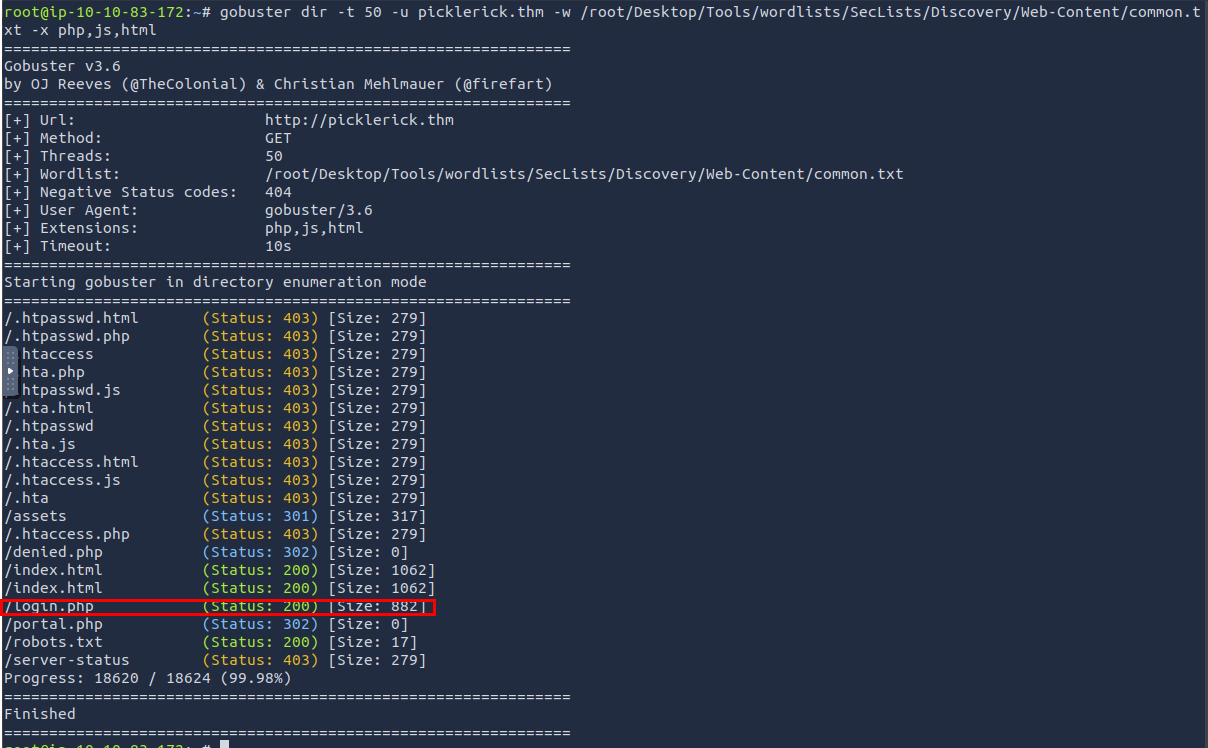 root@ip-10-10-83-172:~# gobuster dir -t 50 -u picklerick.thm -w /root/Desktop/Tools/wordlists/SecLists/Discovery/Web-Content/common.t
xt -x php,js,html
===============================================================
Gobuster v3.6
by OJ Reeves (@TheColonial) & Christian Mehlmauer (@firefart)
===============================================================
[+] Url:                     http://picklerick.thm
[+] Method:                  GET
[+] Threads:                 50
[+] Wordlist:                /root/Desktop/Tools/wordlists/SecLists/Discovery/Web-Content/common.txt
[+] Negative Status codes:   404
[+] User Agent:              gobuster/3.6
[+] Extensions:              php,js,html
[+] Timeout:                 10s
===============================================================
Starting gobuster in directory enumeration mode
===============================================================
/.htpasswd.html       (Status: 403) [Size: 279]
/.htpasswd.php        (Status: 403) [Size: 279]
htaccess            (Status: 403) [Size: 279]
hta.php             (Status: 403) [Size: 279]
htpasswd.js         (Status: 403) [Size: 279]
/.hta.html            (Status: 403) [Size: 279]
/.htpasswd            (Status: 403) [Size: 279]
/.hta.js              (Status: 403) [Size: 279]
/.htaccess.html       (Status: 403) [Size: 279]
/.htaccess.js         (Status: 403) [Size: 279]
/.hta                 (Status: 403) [Size: 279]
/assets               (Status: 301) [Size: 317]
/.htaccess.php        (Status: 403) [Size: 279]
/denied.php           (Status: 302) [Size: 0]
/index.html           (Status: 200) [Size: 1062]
/index.html           (Status: 200) [Size: 1062]
/login.php            (Status: 200) [Size: 882]
/portal.php           (Status: 302) [Size: 0]
/robots.txt           (Status: 200) [Size: 17]
/server-status        (Status: 403) [Size: 279]
Progress: 18620 / 18624 (99.98%)
===============================================================
Finished
===============================================================
root@ip-10-10-83-172:~#